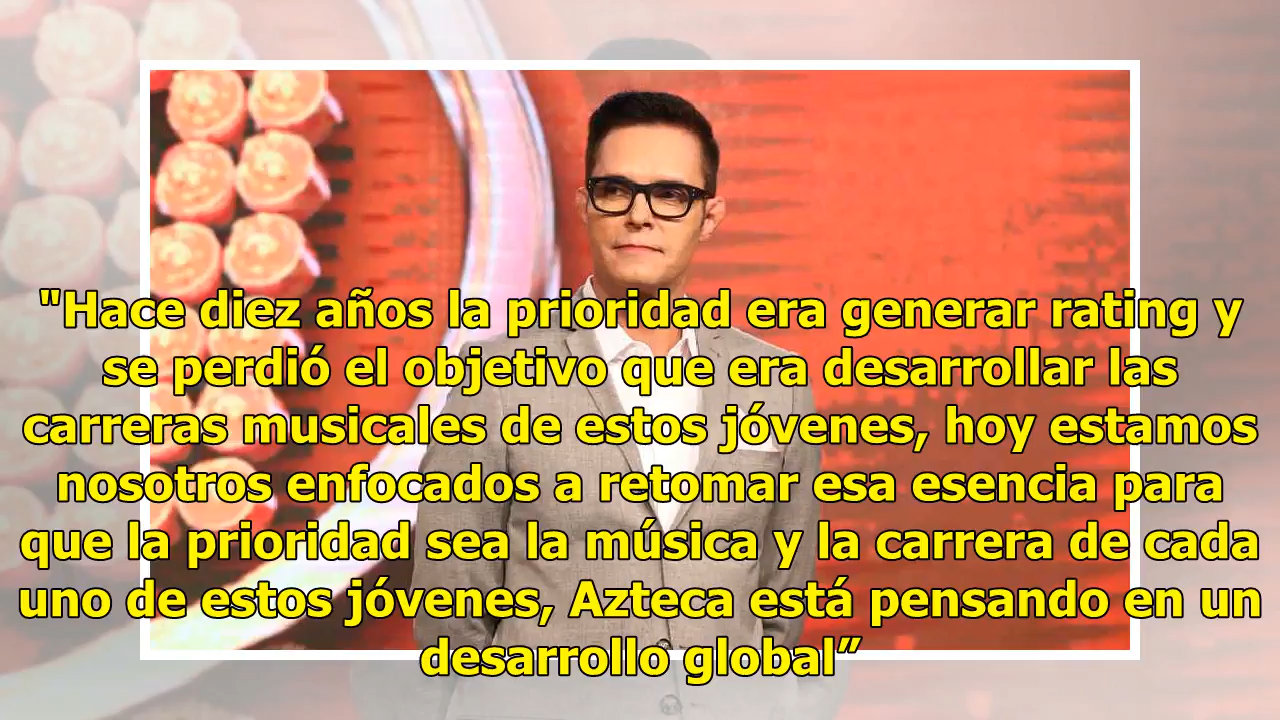 "Hace diez años la prioridad era generar rating y
se perdió el objetivo que era desarrollar las
carreras musicales de estos jóvenes, hoy estamos
nosotros enfocados a retomar esa esencia para
que la prioridad sea la música y la carrera de cada
uno de estos jóvenes, Azteca está pensando en un
desarrollo global”